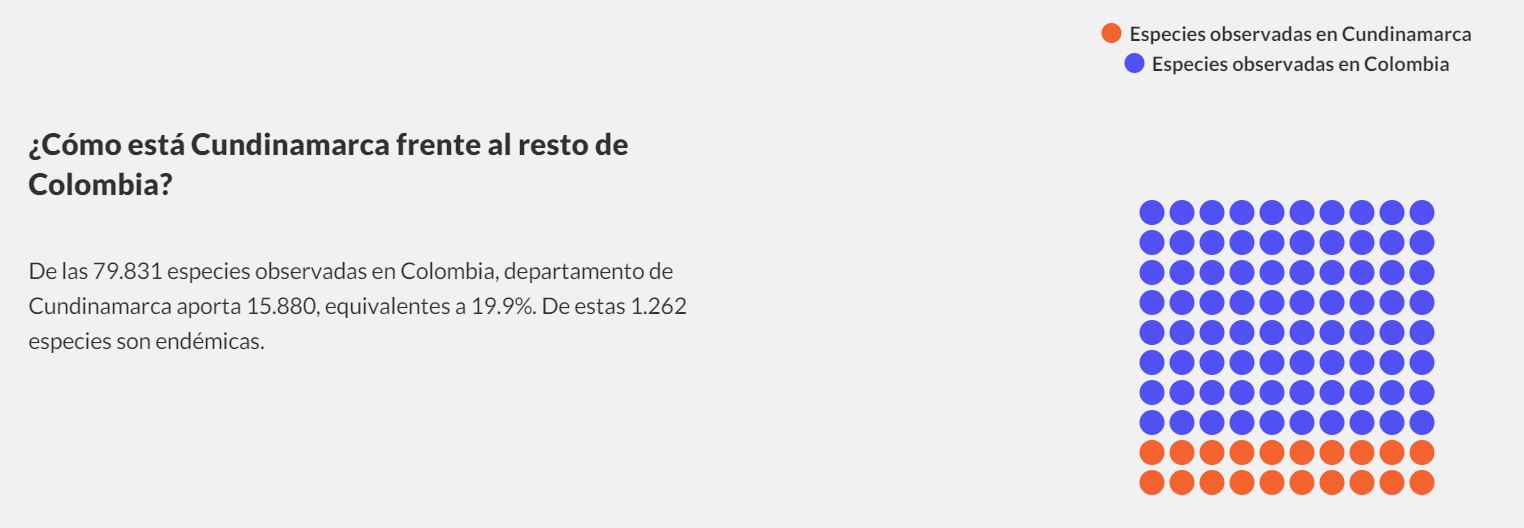 Especies observadas en Cundinamarca
Especies observadas en Colombia
¿Cómo está Cundinamarca frente al resto de
Colombia?
De las 79.831 especies observadas en Colombia, departamento de
Cundinamarca aporta 15.880, equivalentes a 19.9%. De estas 1.262
especies son endémicas.